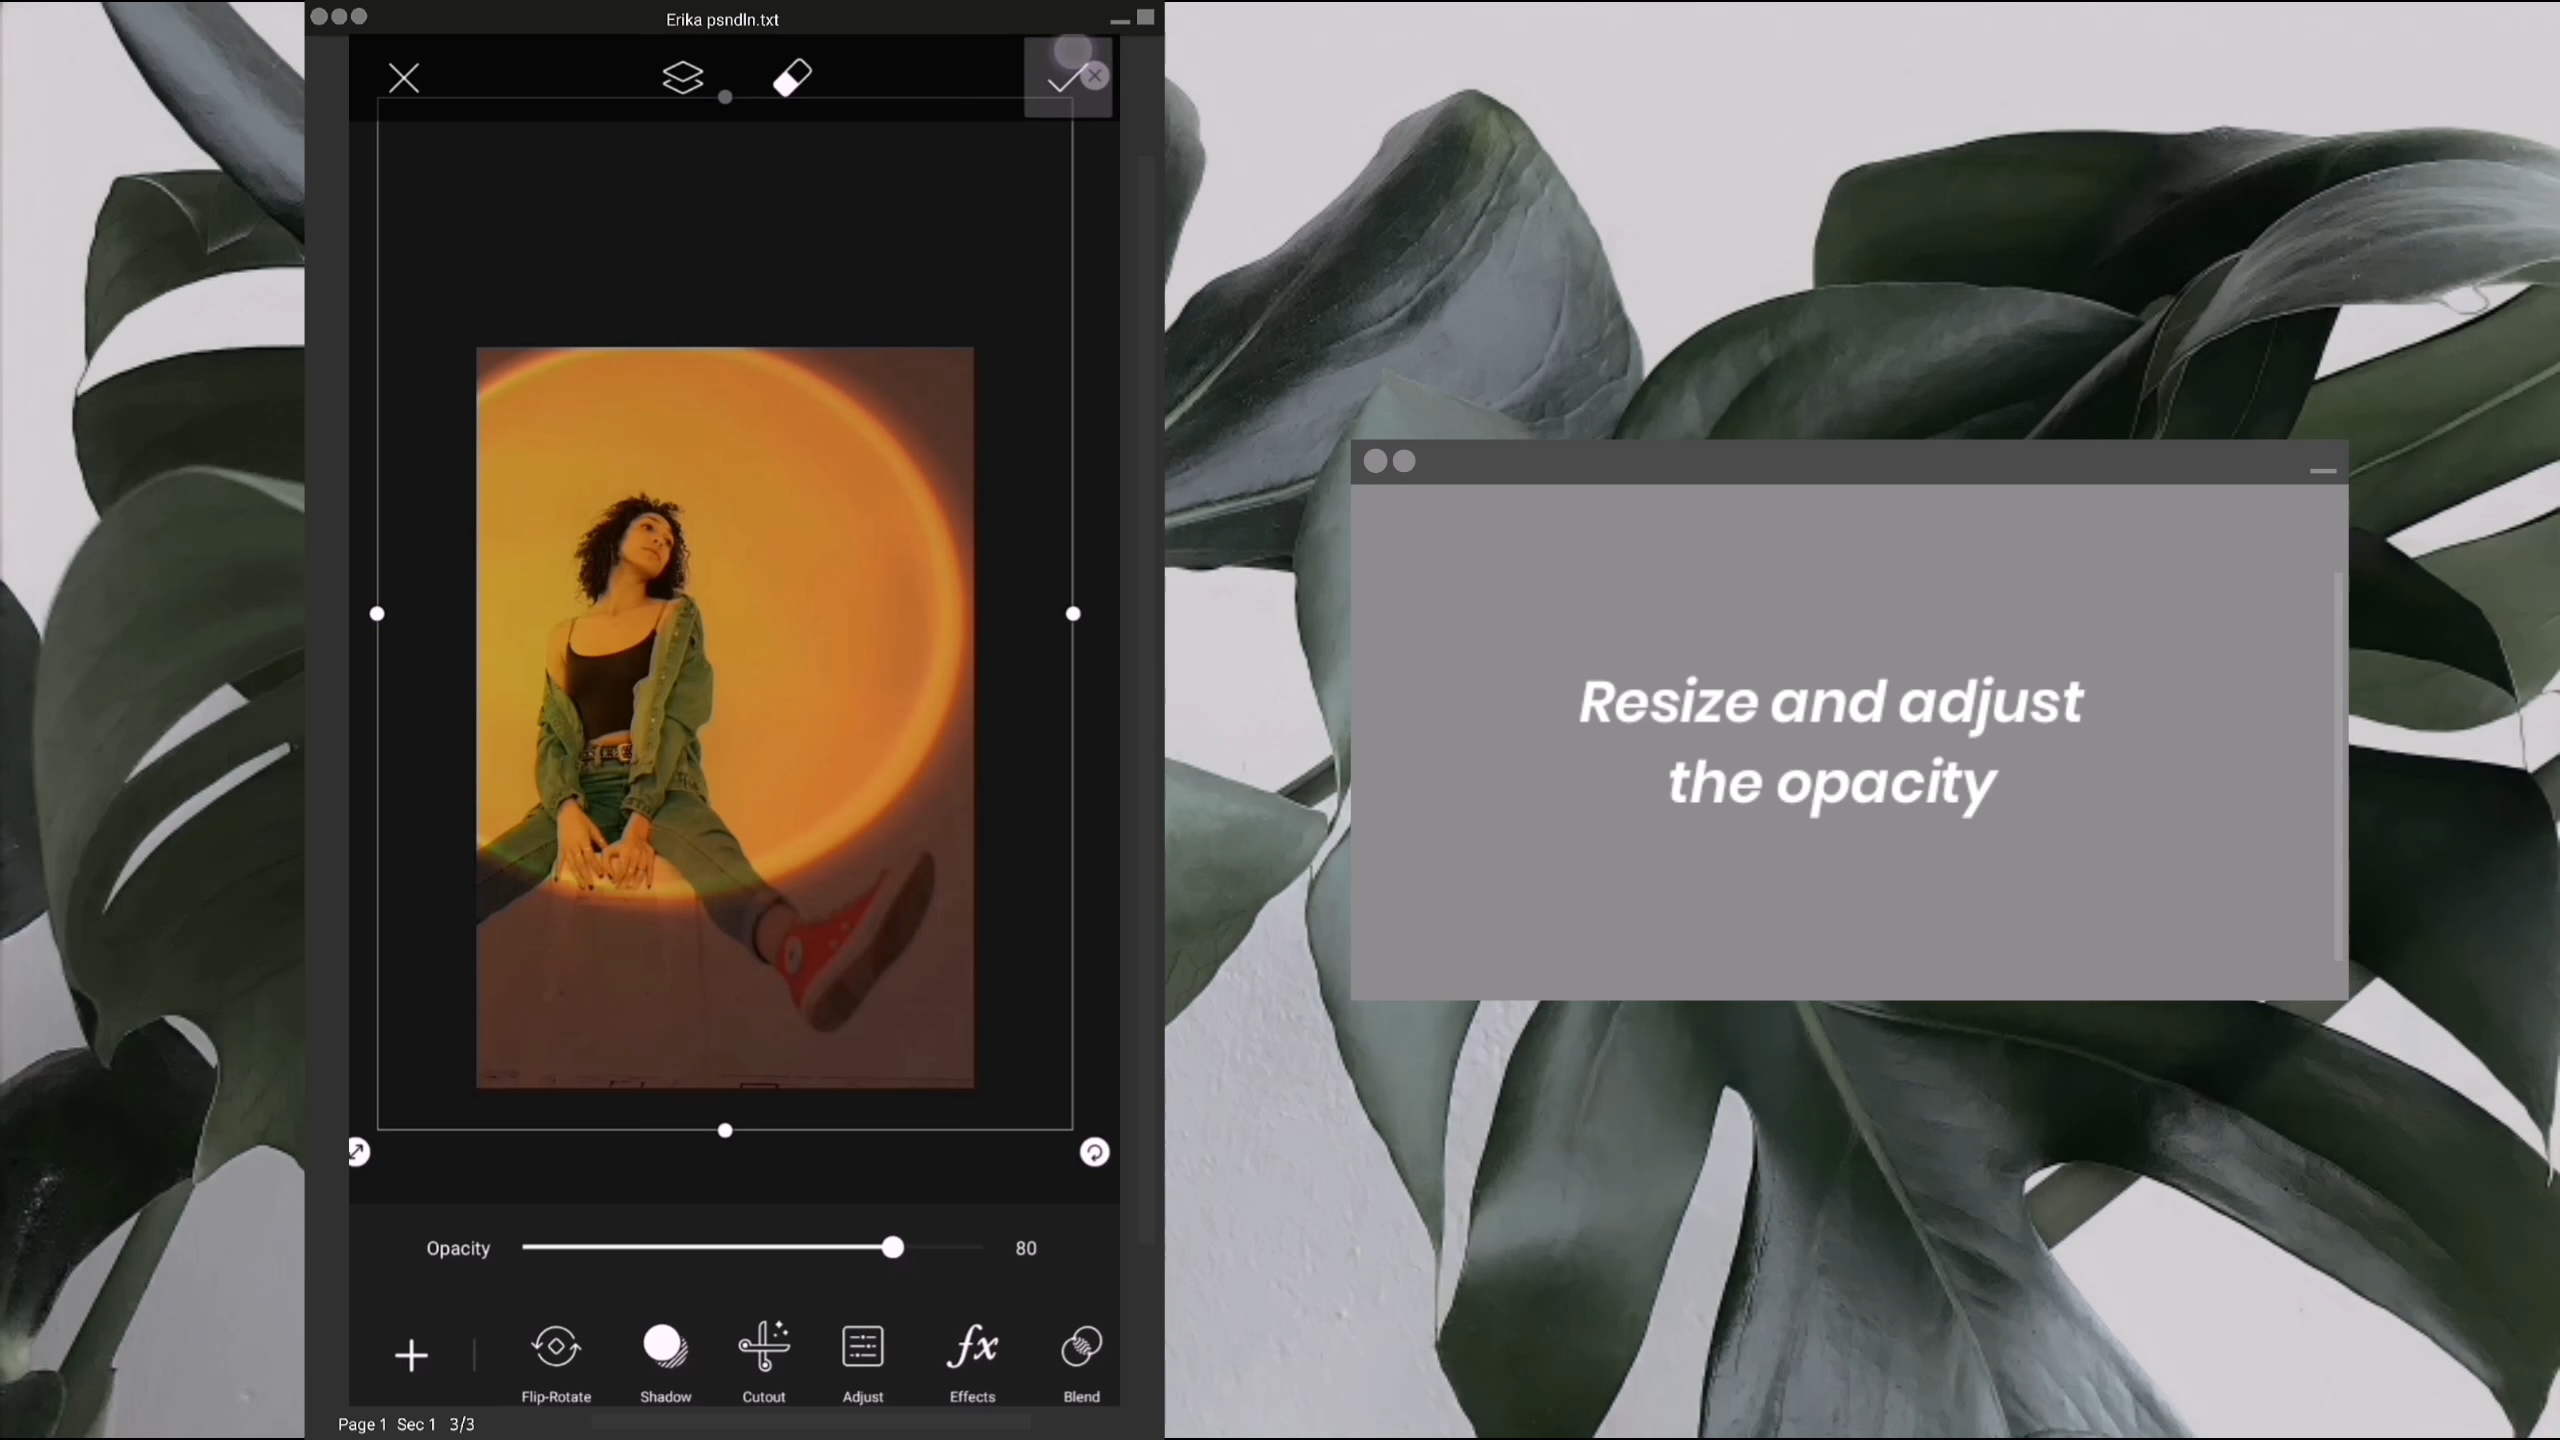 Erika psndln.txt
Resize and adjust
the opacity
Opacity 80
Flip-Rotate Shadow Cutout Adjust Effects Blend
Page 1 Sec 1 3/3